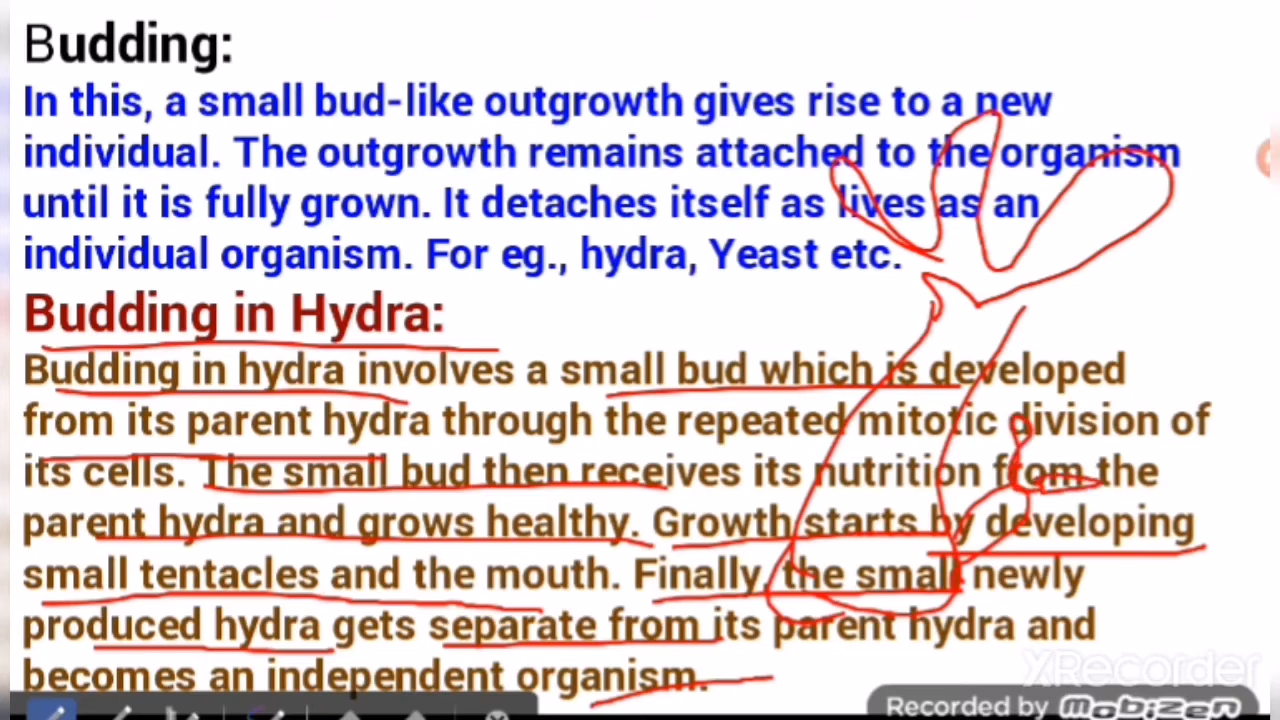 Budding:
In this, a small bud-like outgrowth gives rise to a new
individual. The outgrowth remains attached to the organism
until it is fully grown. It detaches itself as lives as an
individual organism. For eg., hydra, Yeast etc.
Budding in Hydra:
Budding in hydra involves a small bud which is developed
from its parent hydra through the repeated mitotic division of
its cells. The small bud then receives its nutrition from the
parent hydra and grows healthy. Growth starts by developing
small tentacles and the mouth. Finally, the small newly
produced hydra gets separate from its parent hydra and
becomes an independent organism.
XRecorder
Recorded by mobizen